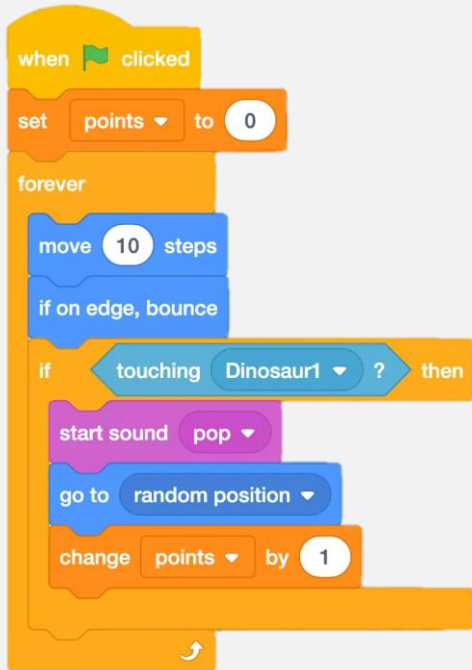 when clicked
set points to 0
forever
move 10 steps
if on edge, bounce
if touching Dinosaur1 ? then
start sound pop
go to random position
change points by 1